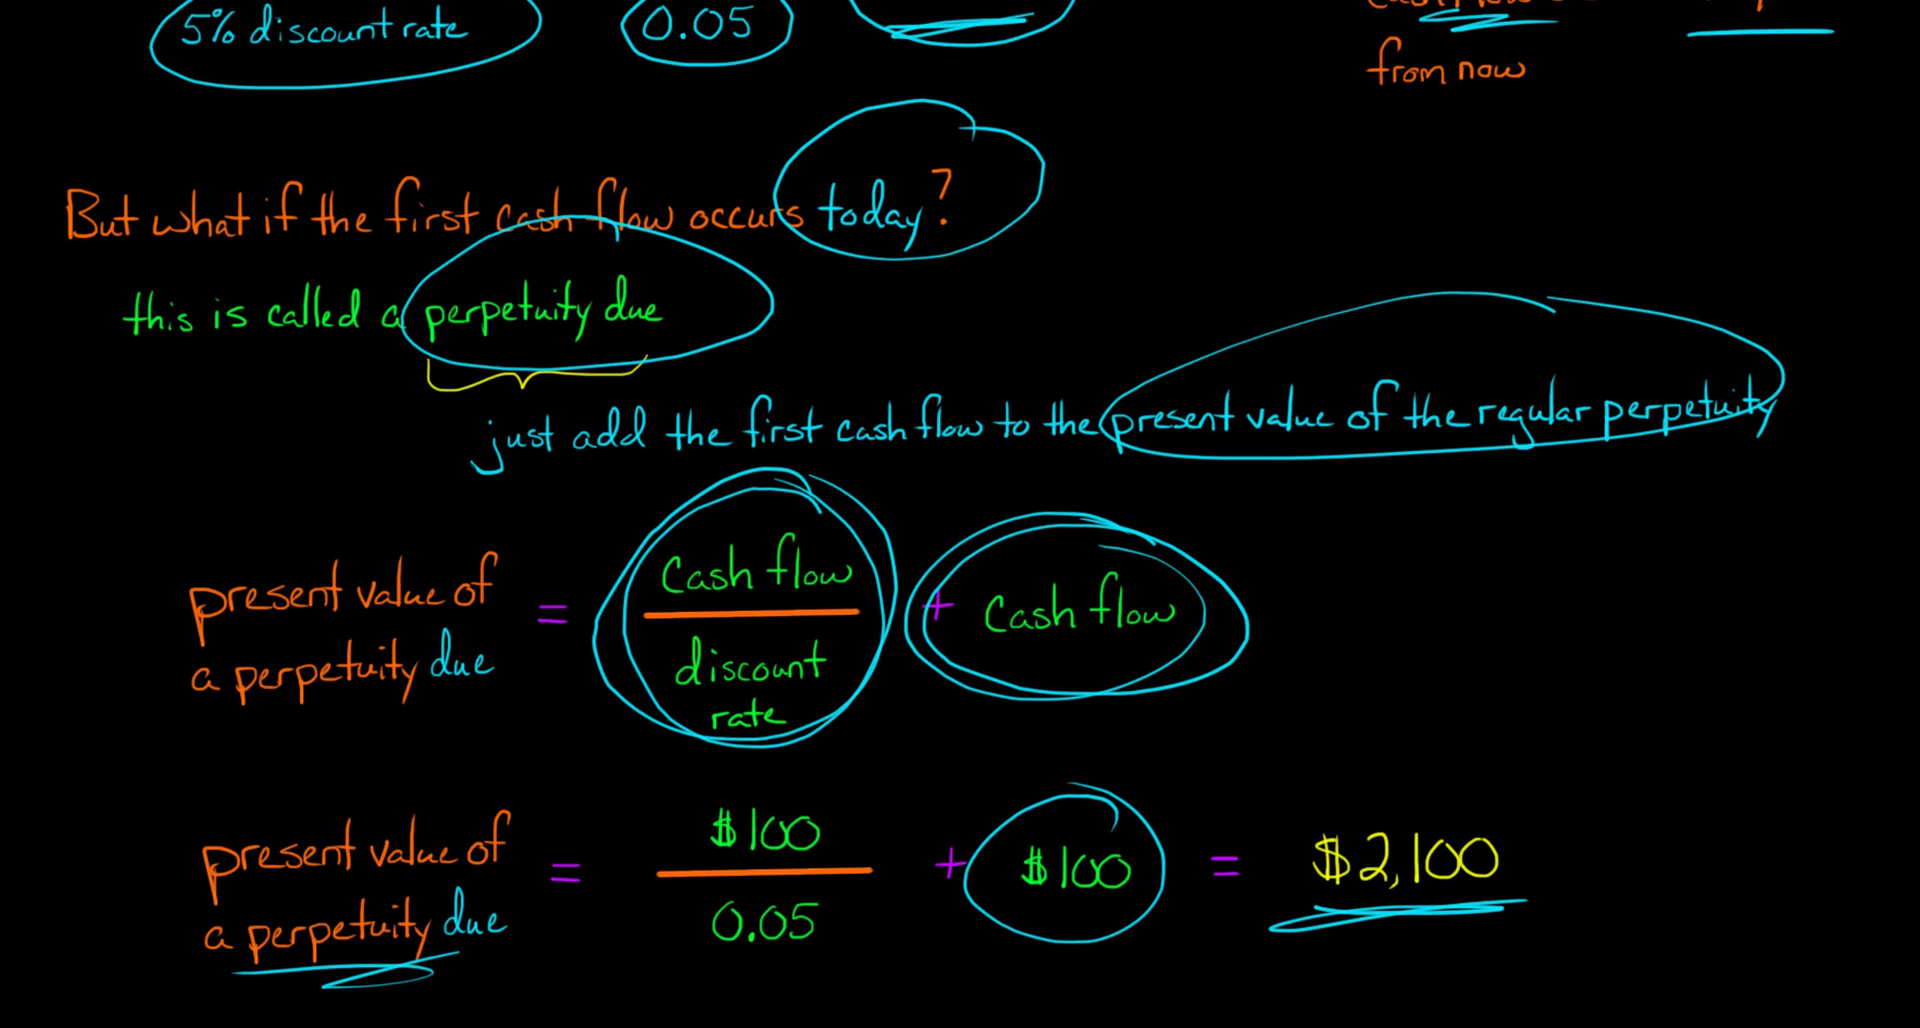 5% discount rate
0.05
from now
But what if the first cash flow occurs today?
this is called a perpetuity due
just add the first cash flow to the present value of the regular perpetuity
present value of
a perpetuity due
=
Cash flow
discount
rate
+ Cash flow
present value of
a perpetuity due
=
$100
0.05
+ $100 = $2,100